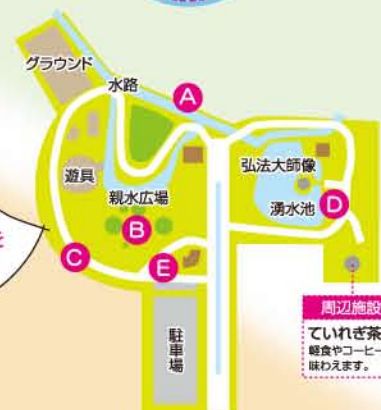 グラウンド
水路
A
遊具
弘法大師像
親水広場
湧水池
D
B
C
E
駐車場
周辺施設
ていれぎ茶
軽食やコーヒー
味わえます。